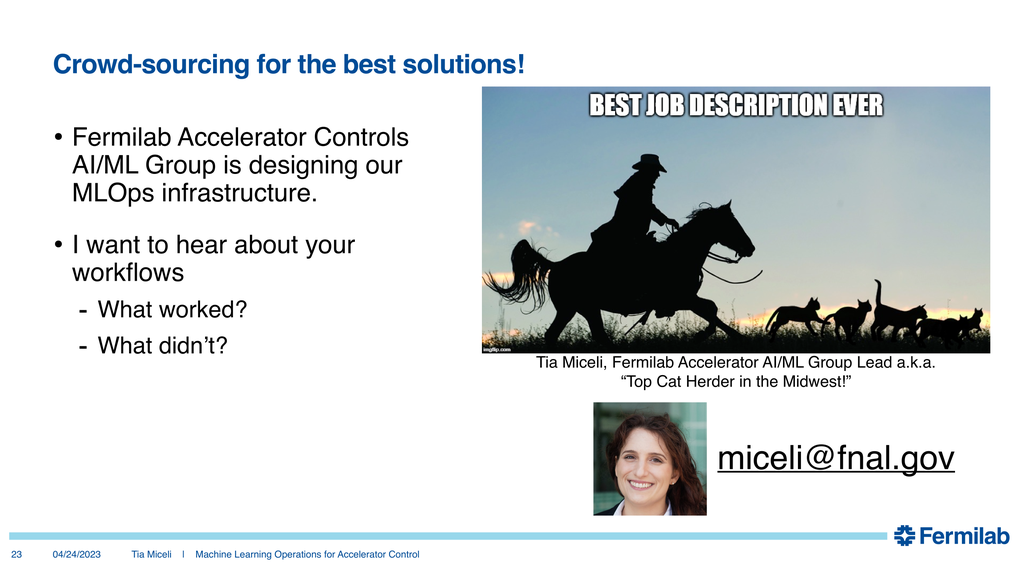 Crowd-sourcing for the best solutions!
• Fermilab Accelerator Controls
AI/ML Group is designing our
MLOps infrastructure.
• I want to hear about your
workflows
- What worked?
- What didn’t?
BEST JOB DESCRIPTION EVER
imgflip.com
Tia Miceli, Fermilab Accelerator AI/ML Group Lead a.k.a.
“Top Cat Herder in the Midwest!”
miceli@fnal.gov
Fermilab
23 04/24/2023 Tia Miceli | Machine Learning Operations for Accelerator Control